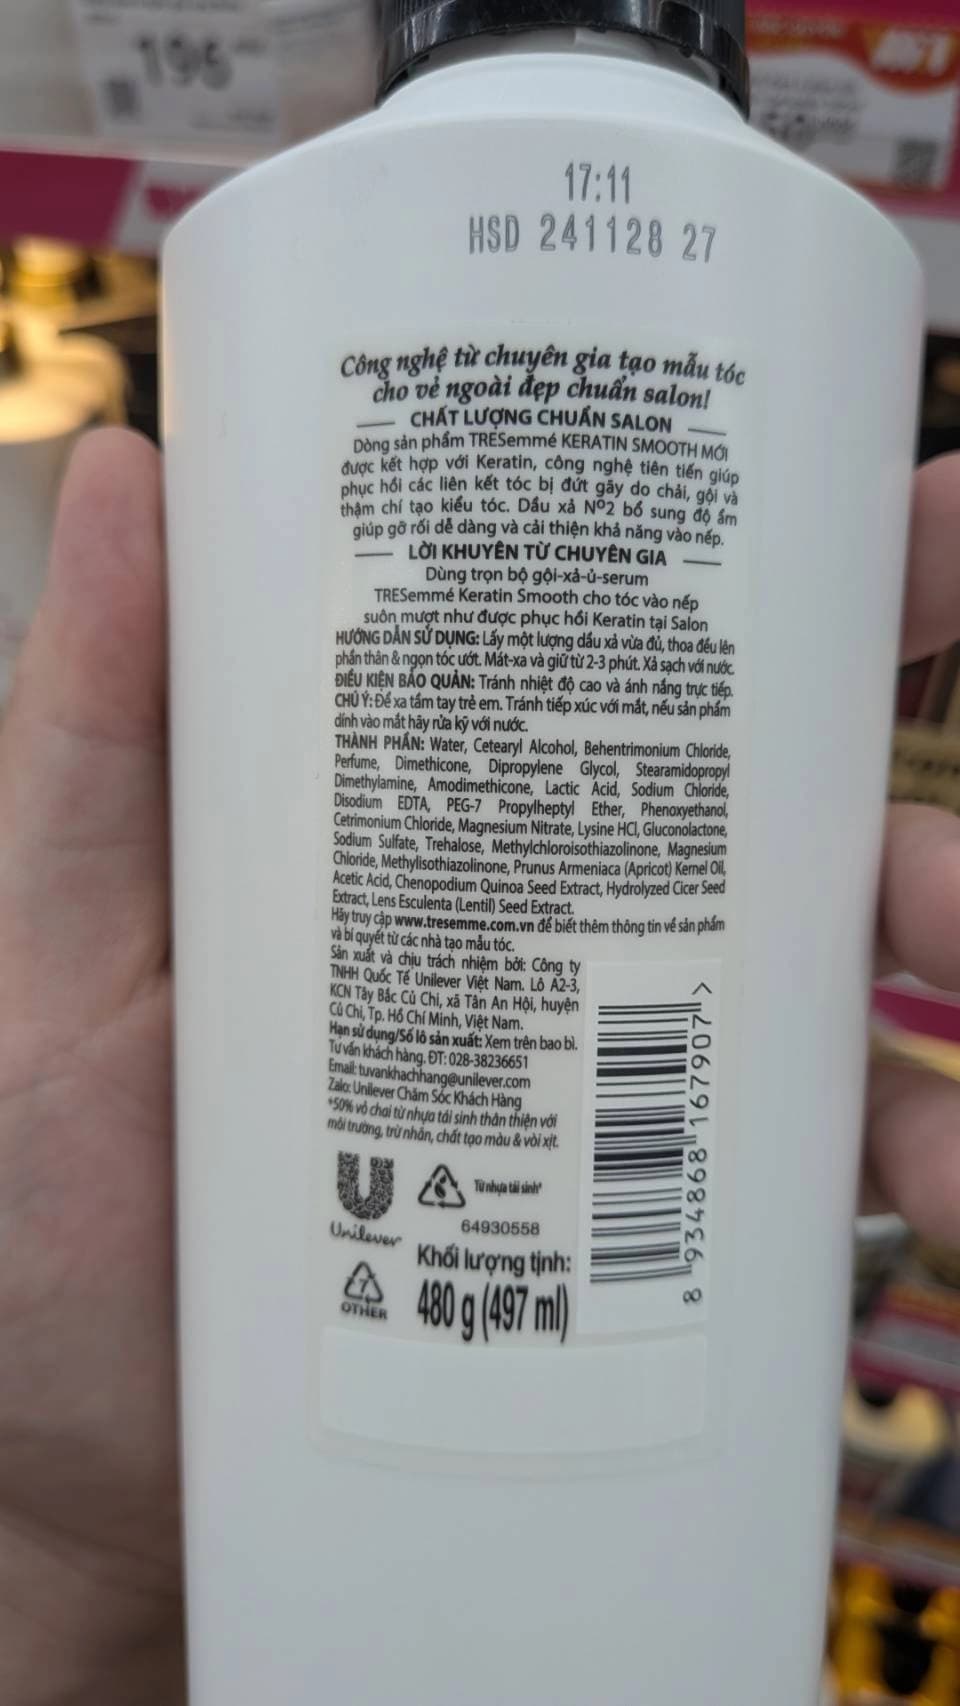 196
17:11
HSD 241128 27
Công nghệ từ chuyên gia tạo mẫu tóc
cho vẻ ngoài đẹp chuẩn salon!
CHẤT LƯỢNG CHUẨN SALON
Dòng sản phẩm TRESemmé KERATIN SMOOTH MỚI
được kết hợp với Keratin, công nghệ tiên tiến giúp
phục hồi các liên kết tóc bị đứt gãy do chải, gội và
thậm chí tạo kiểu tóc. Dầu xả Nº2 bổ sung độ ẩm
giúp gỡ rối dễ dàng và cải thiện khả năng vào nếp.
LỜI KHUYÊN TỪ CHUYÊN GIA
Dùng trọn bộ gội-xả-ủ-serum
TRESemmé Keratin Smooth cho tóc vào nếp
suôn mượt như được phục hồi Keratin tại Salon
HƯỚNG DẪN SỬ DỤNG: Lấy một lượng dầu xả vừa đủ, thoa đều lên
phần thân & ngọn tóc ướt. Mát-xa và giữ từ 2-3 phút. Xả sạch với nước.
ĐIỀU KIỆN BẢO QUẢN: Tránh nhiệt độ cao và ánh nắng trực tiếp.
CHÚ Ý: Để xa tầm tay trẻ em. Tránh tiếp xúc với mắt, nếu sản phẩm
dính vào mắt hãy rửa kỹ với nước.
THÀNH PHẦN: Water, Cetearyl Alcohol, Behentrimonium Chloride,
Perfume, Dimethicone, Dipropylene Glycol, Stearamidopropyl
Dimethylamine, Amodimethicone, Lactic Acid, Sodium Chloride,
Disodium EDTA, PEG-7 Propylheptyl Ether, Phenoxyethanol,
Cetrimonium Chloride, Magnesium Nitrate, Lysine HCl, Gluconolactone,
Sodium Sulfate, Trehalose, Methylchloroisothiazolinone, Magnesium
Chloride, Methylisothiazolinone, Prunus Armeniaca (Apricot) Kernel Oil,
Acetic Acid, Chenopodium Quinoa Seed Extract, Hydrolyzed Cicer Seed
Extract, Lens Esculenta (Lentil) Seed Extract.
Hãy truy cập www.tresemme.com.vn để biết thêm thông tin về sản phẩm
và bí quyết từ các nhà tạo mẫu tóc.
Sản xuất và chịu trách nhiệm bởi: Công ty
TNHH Quốc Tế Unilever Việt Nam. Lô A2-3,
KCN Tây Bắc Củ Chi, xã Tân An Hội, huyện
Củ Chi, Tp. Hồ Chí Minh, Việt Nam.
Hạn sử dụng/Số lô sản xuất: Xem trên bao bì.
Tư vấn khách hàng. ĐT: 028-38236651
Email: tuvankhachhang@unilever.com
Zalo: Unilever Chăm Sóc Khách Hàng
*50% vỏ chai từ nhựa tái sinh thân thiện với
môi trường, trừ nhãn, chất tạo màu & vòi xịt.
Từ nhựa tái sinh*
64930558
Unilever
Khối lượng tịnh:
480 g (497 ml)
7
OTHER
8 934868 167907 >